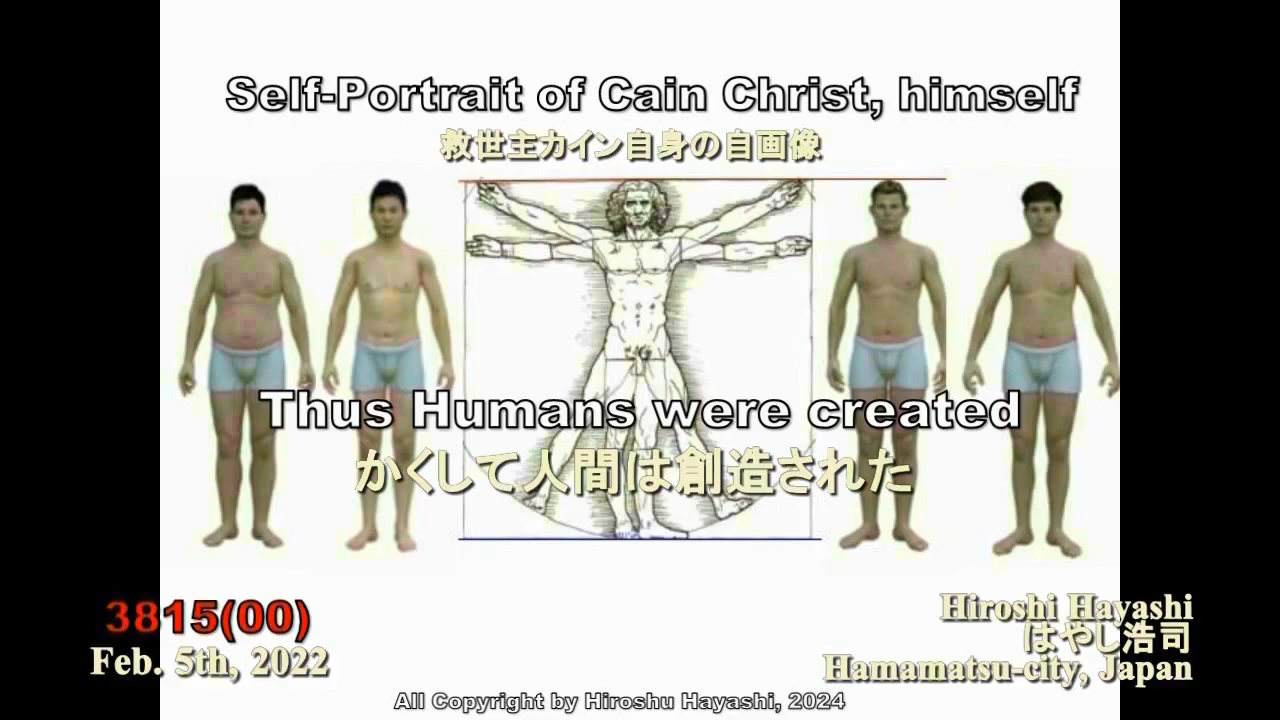 Self-Portrait of Cain Christ, himself
救世主カイン自身の自画像
Thus Humans were created
かくして人間は創造された
3815(00)
Feb. 5th, 2022
Hiroshi Hayashi
はやし浩司
Hamamatsu-city, Japan
All Copyright by Hiroshu Hayashi, 2024